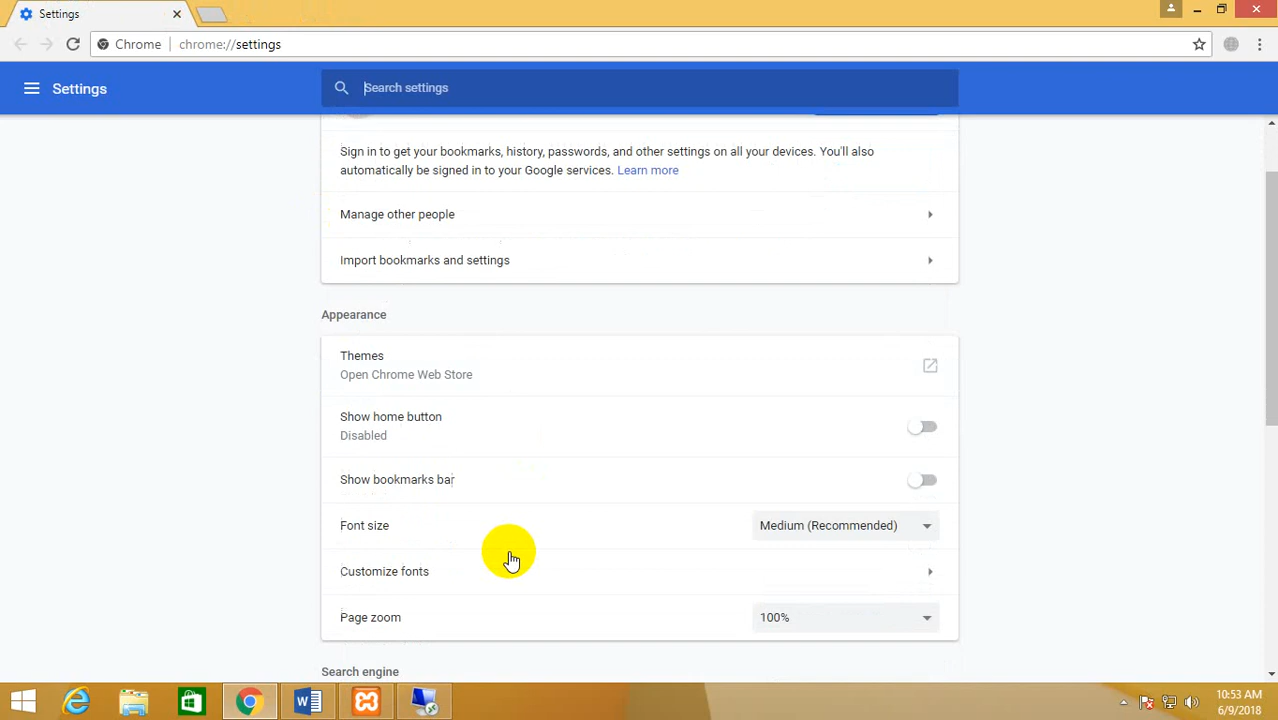 Settings
Chrome
chrome://settings
Settings
Search settings
Sign in to get your bookmarks, history, passwords, and other settings on all your devices. You'll also
automatically be signed in to your Google services. Learn more
Manage other people
Import bookmarks and settings
Appearance
Themes
Open Chrome Web Store
Show home button
Disabled
Show bookmarks bar
Font size
Medium (Recommended)
Customize fonts
Page zoom
100%
Search engine
10:53 AM
6/9/2018